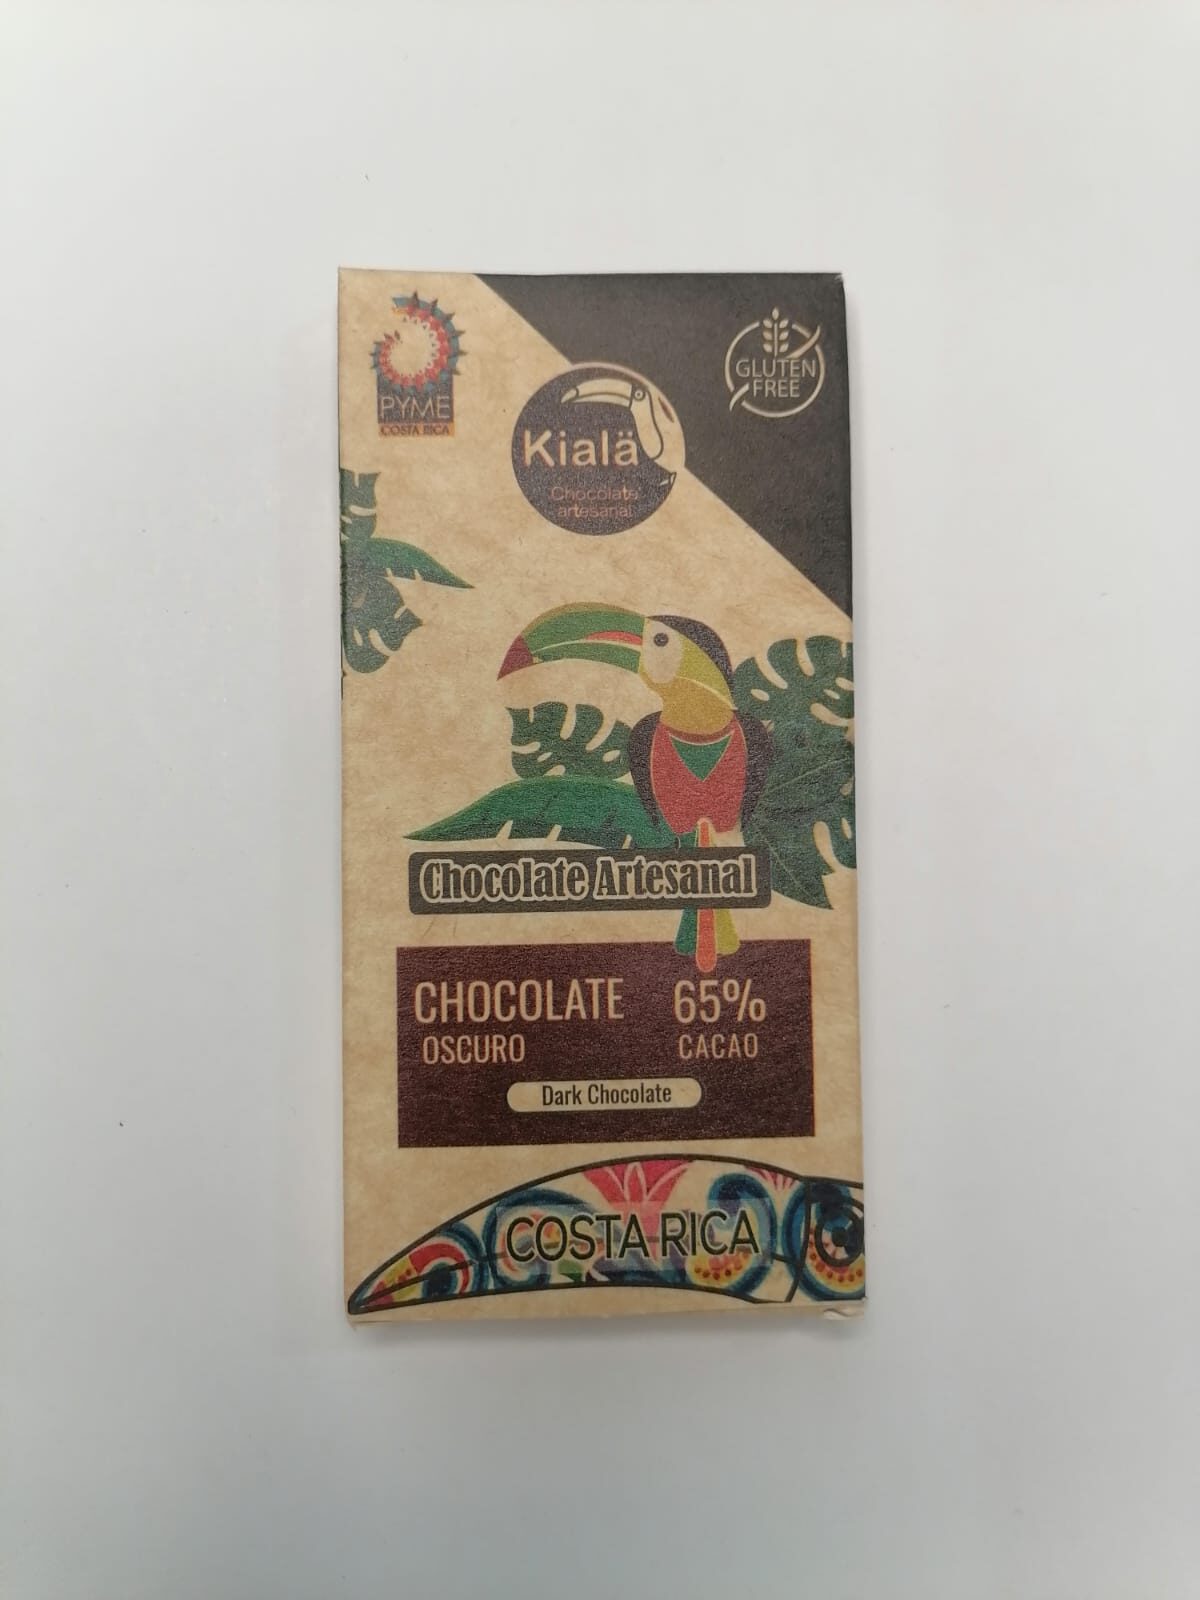 PYME
COSTA RICA
GLUTEN
FREE
Kialä
Chocolate
artesanal
Chocolate Artesanal
CHOCOLATE 65%
OSCURO CACAO
Dark Chocolate
COSTA RICA